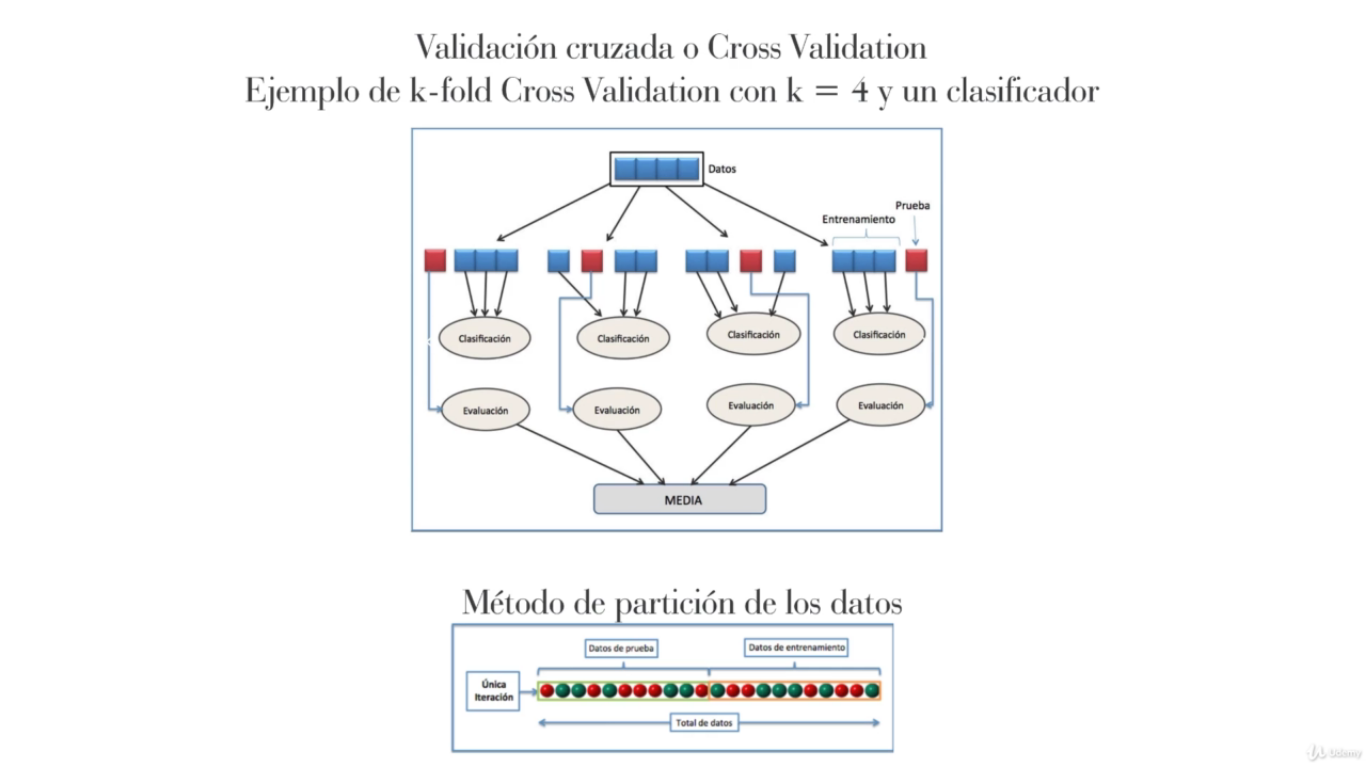 Validación cruzada o Cross Validation
Ejemplo de k-fold Cross Validation con k = 4 y un clasificador
Datos
Prueba
Entrenamiento
Clasificación
Clasificación
Clasificación
Clasificación
Evaluación
Evaluación
Evaluación
Evaluación
MEDIA
Método de partición de los datos
Datos de prueba
Datos de entrenamiento
Única
Iteración
Total de datos
Udemy